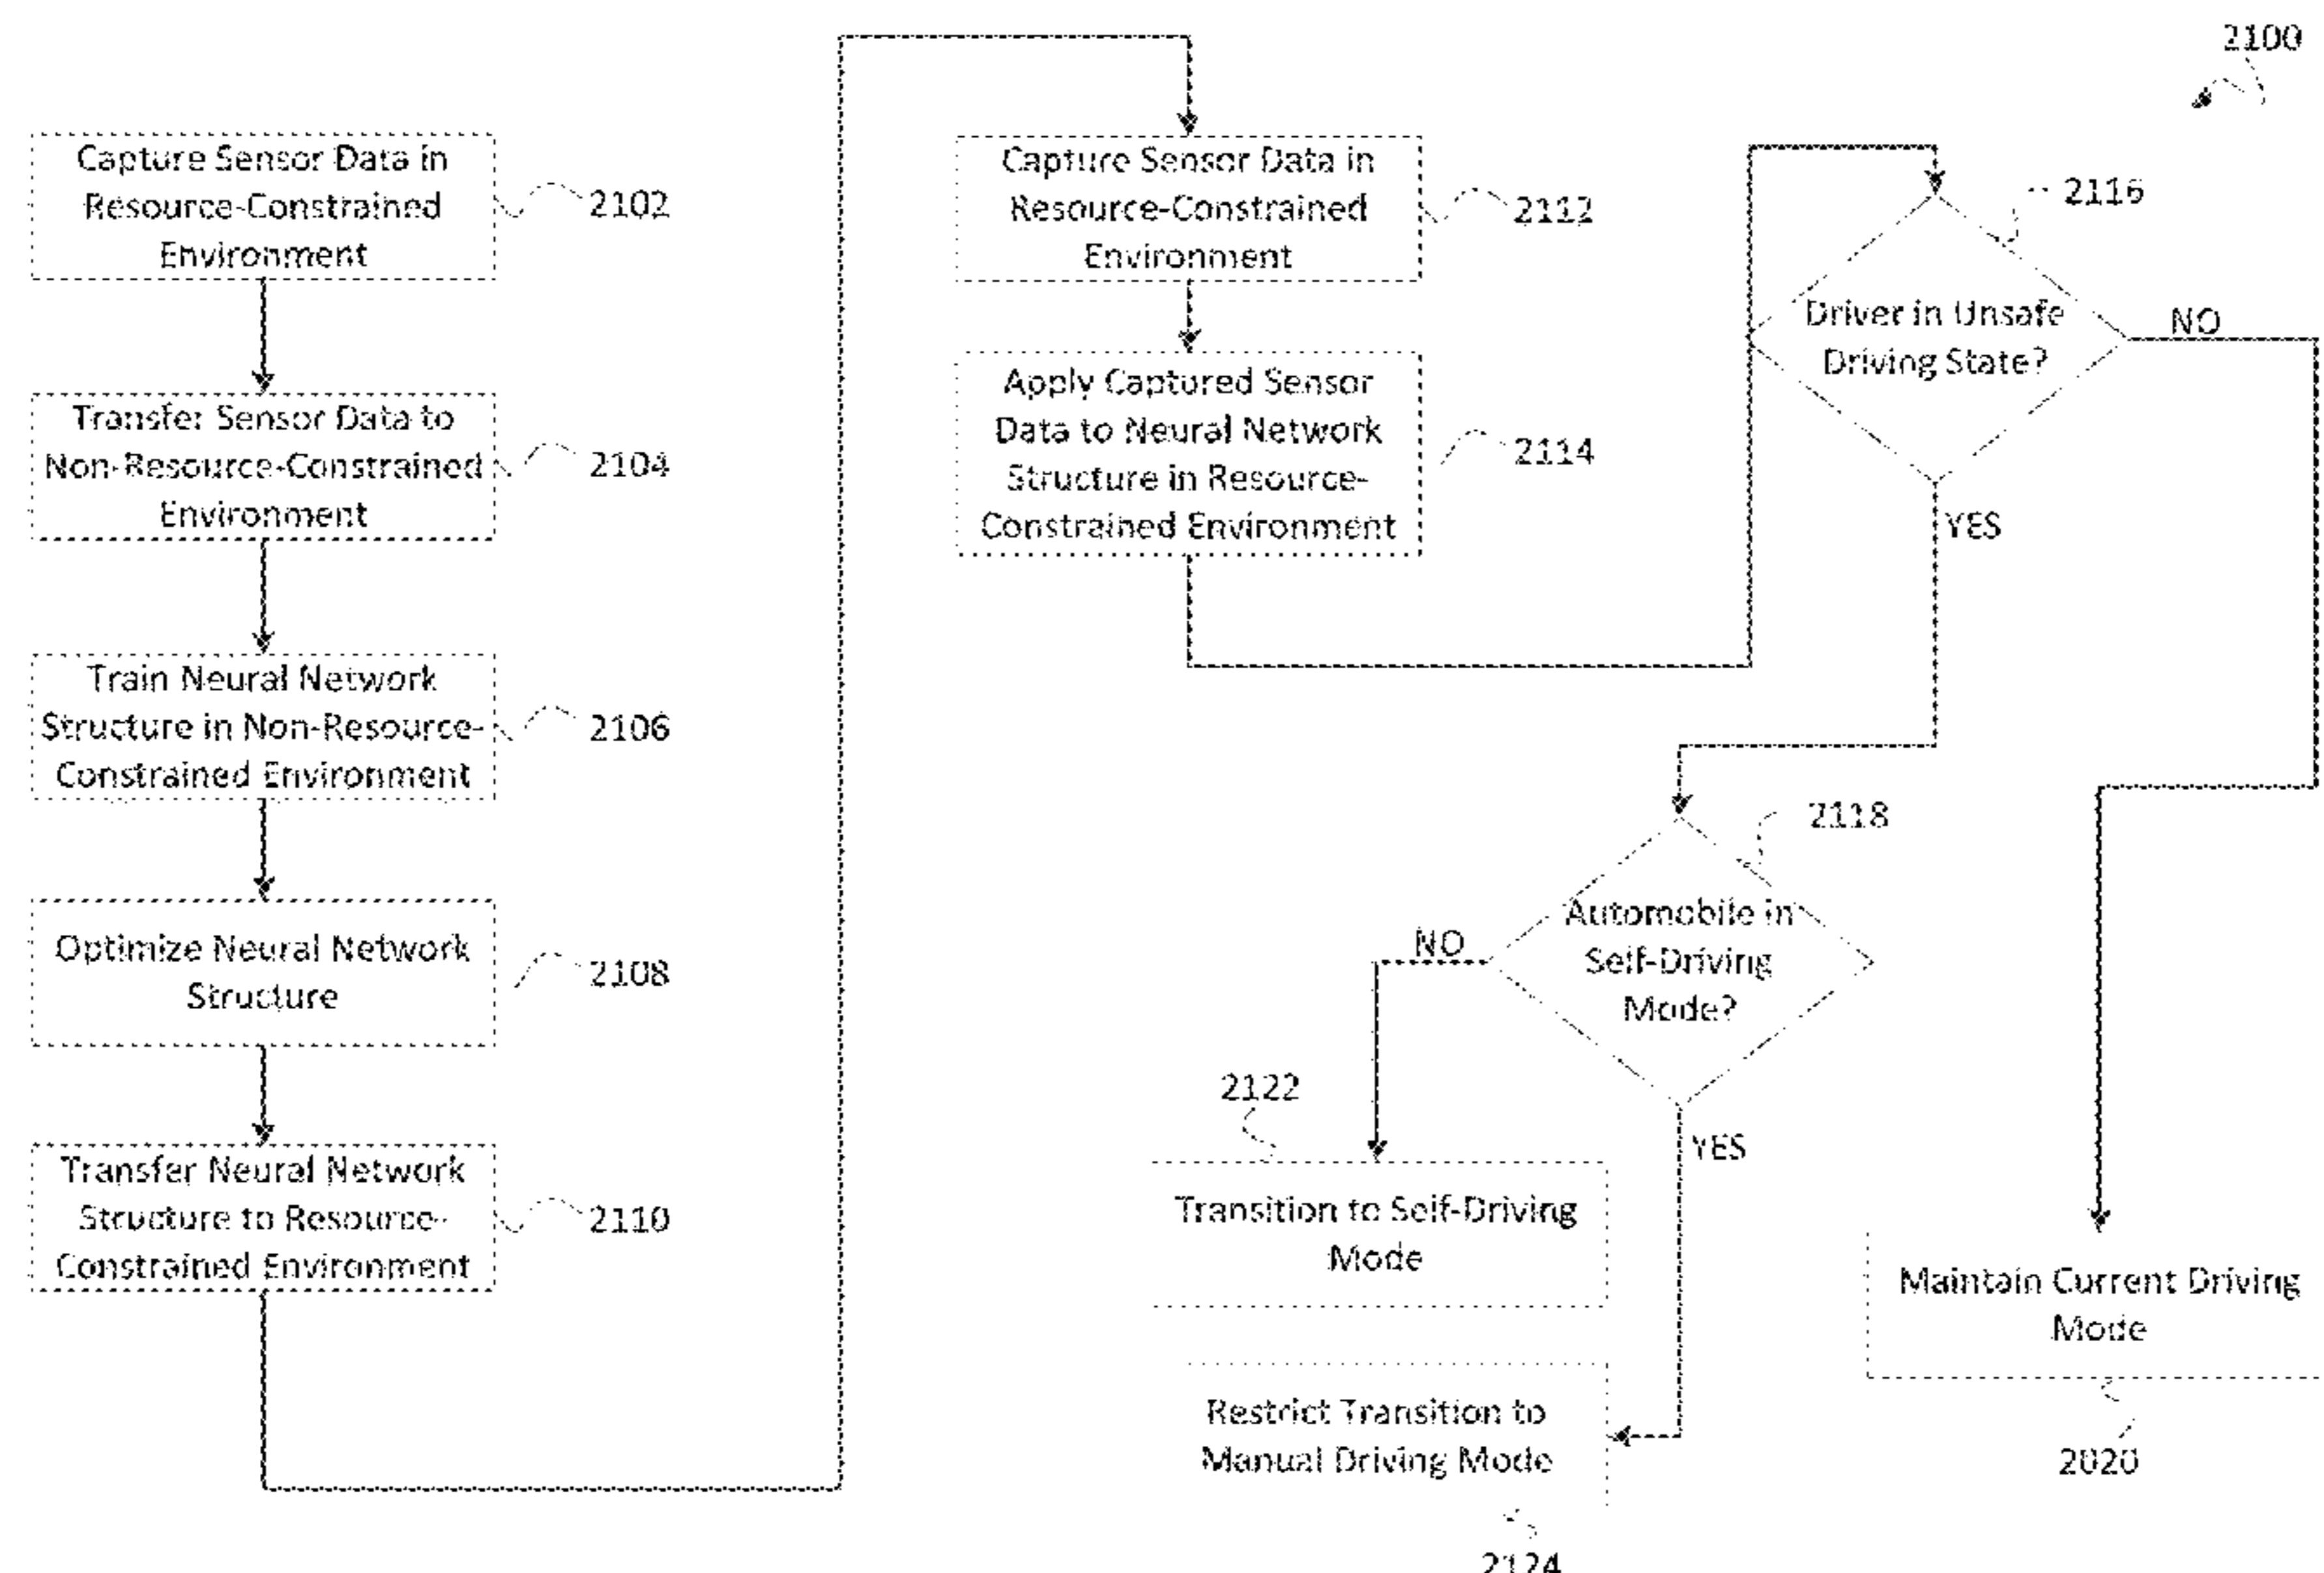 2100
Capture Sensor Data in
Resource-Constrained
Environment
2102
Transfer Sensor Data to
Non-Resource-Constrained
Environment
2104
Train Neural Network
Structure in Non-Resource-
Constrained Environment
2106
Optimize Neural Network
Structure
2108
Transfer Neural Network
Structure to Resource-
Constrained Environment
2110
Capture Sensor Data in
Resource-Constrained
Environment
2112
Apply Captured Sensor
Data to Neural Network
Structure in Resource-
Constrained Environment
2114
2116
Driver in Unsafe
Driving State?
NO
YES
2118
Automobile in
Self-Driving
Mode?
NO
YES
2122
Transition to Self-Driving
Mode
Restrict Transition to
Manual Driving Mode
2124
Maintain Current Driving
Mode
2020